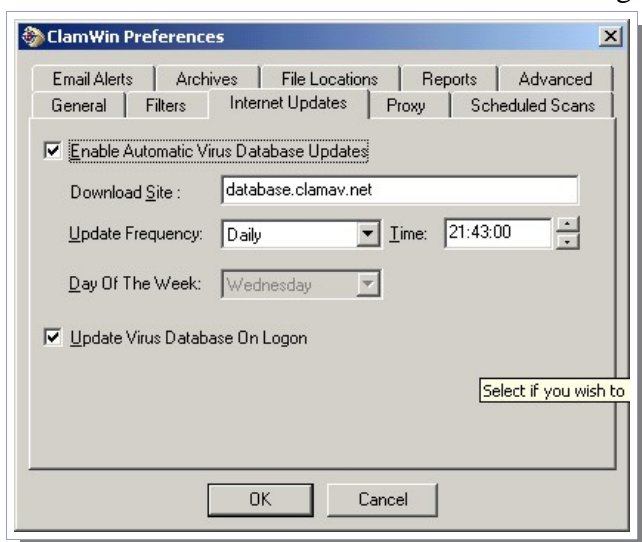 ClamWin Preferences
Email Alerts Archives File Locations Reports Advanced
General Filters Internet Updates Proxy Scheduled Scans
Enable Automatic Virus Database Updates
Download Site : database.clamav.net
Update Frequency: Daily Time: 21:43:00
Day Of The Week: Wednesday
Update Virus Database On Logon
Select if you wish to
OK Cancel